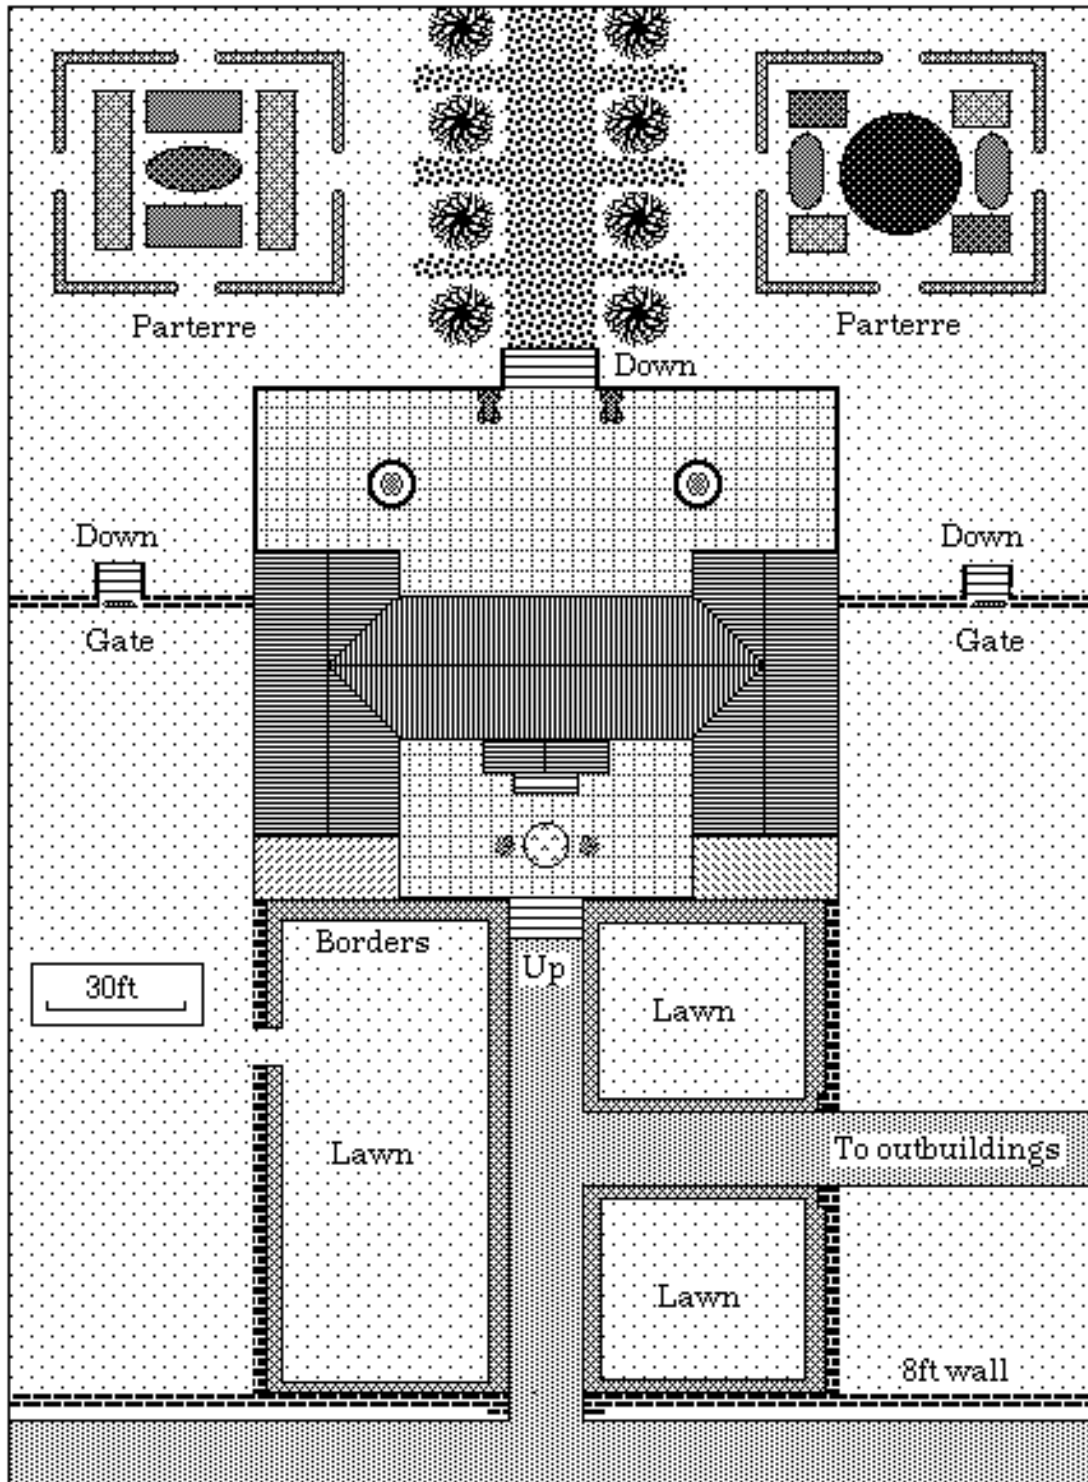 Parterre
Parterre
Down
Down
Down
Gate
Gate
Borders
Up
30ft
Lawn
To outbuildings
Lawn
Lawn
8ft wall